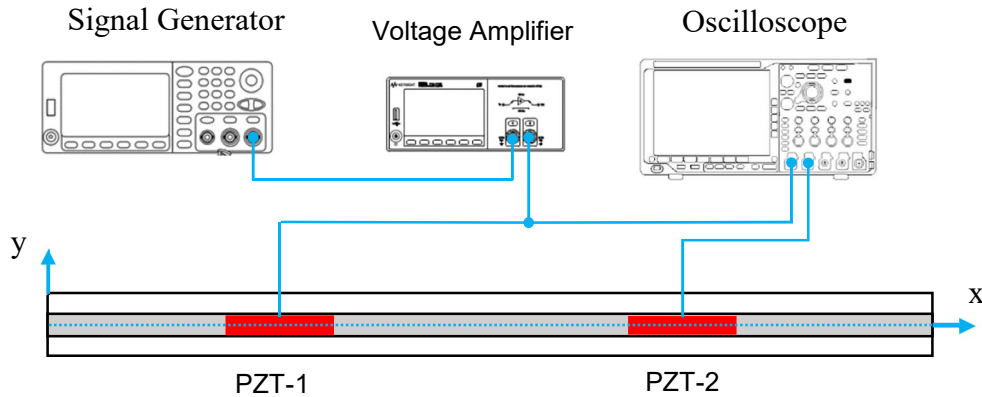 Signal Generator
Voltage Amplifier
Oscilloscope
y
x
PZT-1
PZT-2